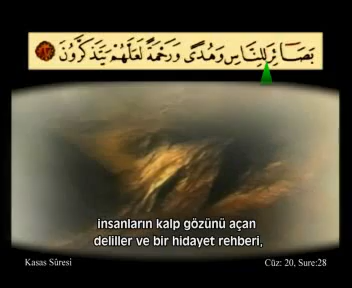 بَصَآئِرَ لِلنَّاسِ وَهُدًى وَرَحْمَةً لَعَلَّهُمْ يَتَذَكَّرُونَ ﴿٤٣﴾
insanların kalp gözünü açan
deliller ve bir hidayet rehberi,
Kasas Sûresi
Cüz: 20, Sure:28